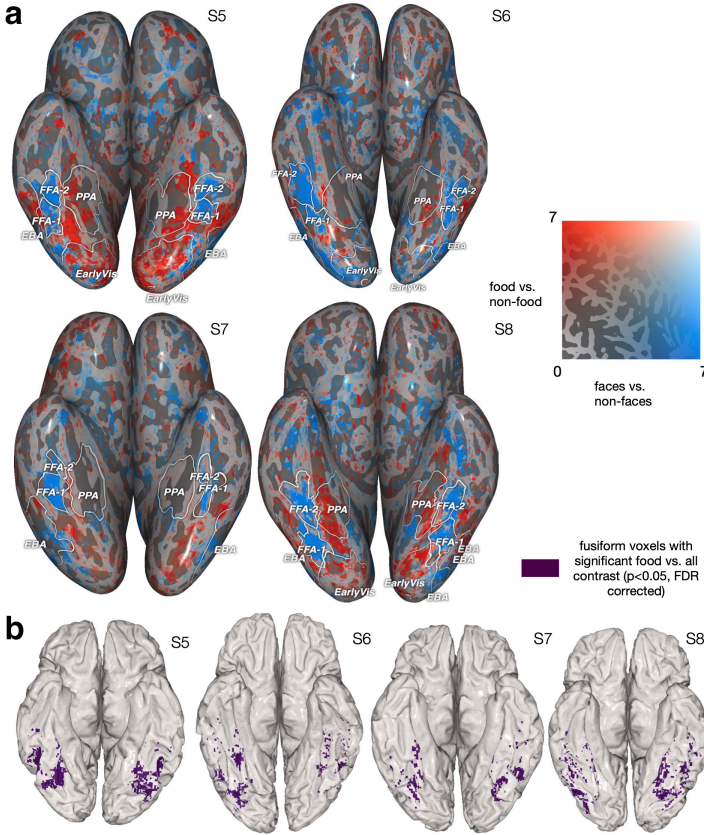 a
S5
FFA-2
PPA
FFA-1
EBA
EarlyVis
FFA-2
PPA
FFA-1
EBA
EarlyVis
S6
FFA-2
PPA
FFA-1
EBA
EarlyVis
PPA
FFA-2
FFA-1
EBA
EarlyVis
7
food vs.
non-food
0
7
faces vs.
non-faces
S7
FFA-2
FFA-1
PPA
EBA
PPA
FFA-2
FFA-1
EBA
S8
FFA-2
PPA
FFA-1
EBA
EarlyVis
PPA
FFA-2
FFA-1
EBA
EBA
EarlyVis
EBA
fusiform voxels with
significant food vs. all
contrast (p<0.05, FDR
corrected)
b
S5
S6
S7
S8